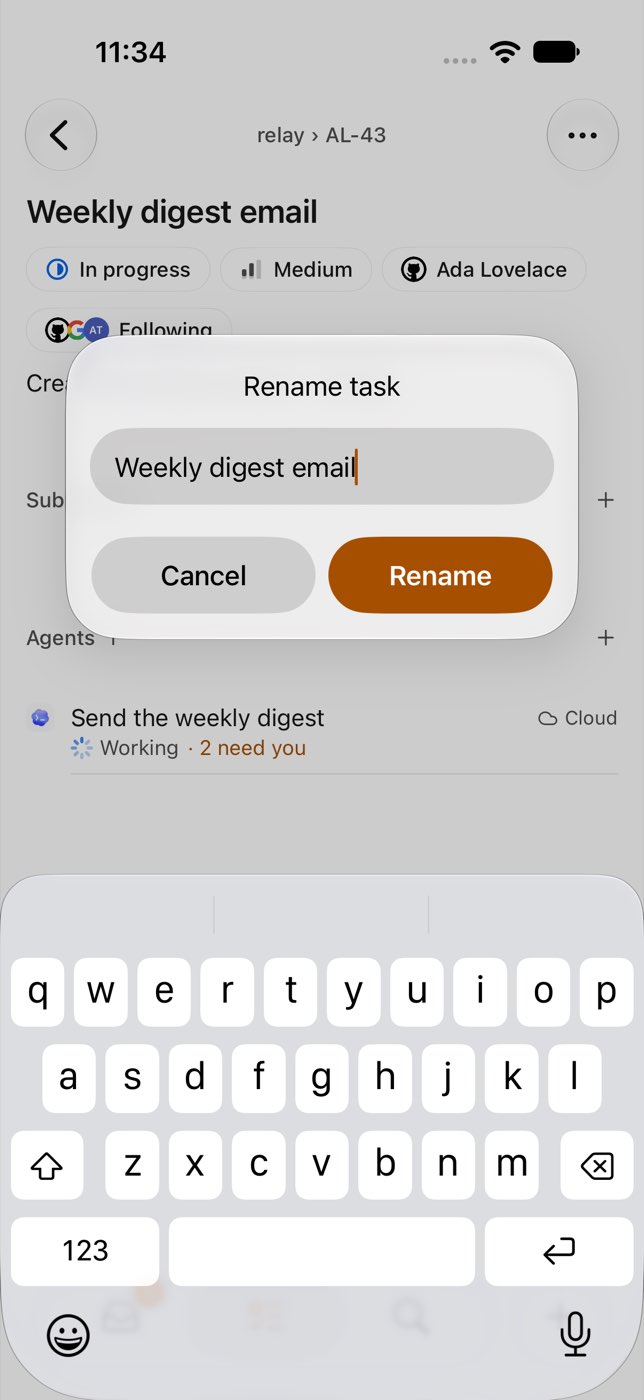 11:34
relay › AL-43
Weekly digest email
In progress
Medium
Ada Lovelace
AT
Following
Rename task
Weekly digest email
Cancel
Rename
Agents
Send the weekly digest
Cloud
Working · 2 need you
q w e r t y u i o p
a s d f g h j k l
z x c v b n m
123